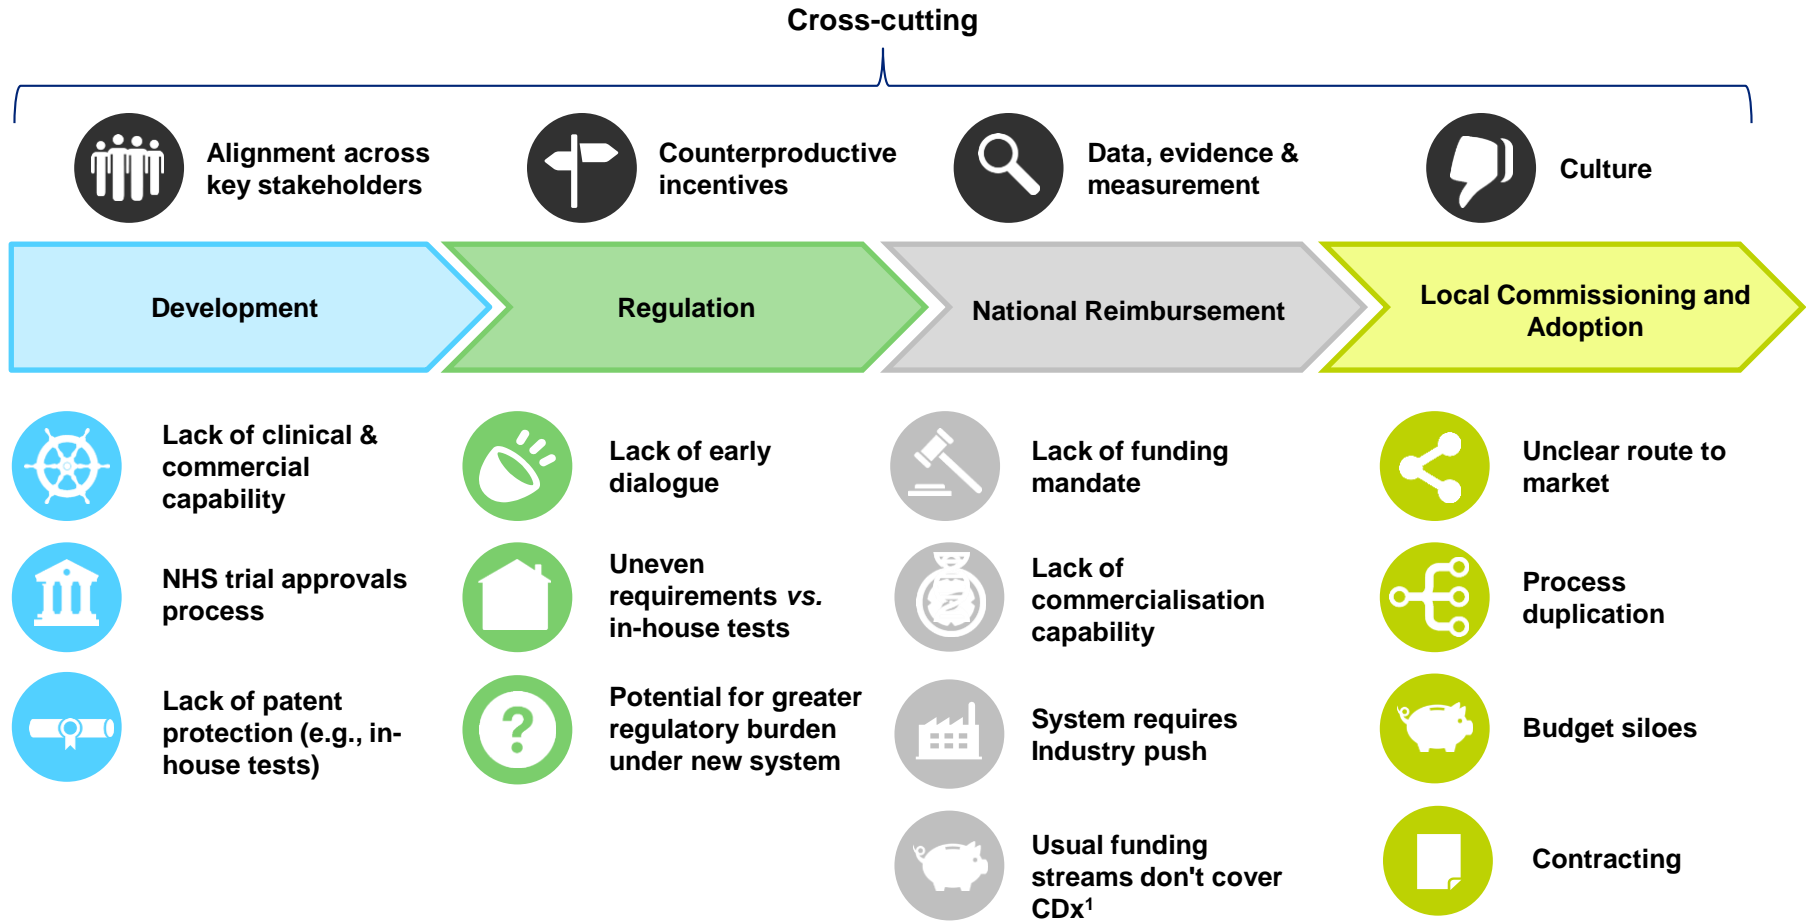 Cross-cutting
Alignment across
key stakeholders
Counterproductive
incentives
Data, evidence &
measurement
Culture
Development
Regulation
National Reimbursement
Local Commissioning and
Adoption
Lack of clinical &
commercial
capability
NHS trial approvals
process
Lack of patent
protection (e.g., in-
house tests)
Lack of early
dialogue
Uneven
requirements vs.
in-house tests
?
Potential for greater
regulatory burden
under new system
Lack of funding
mandate
Lack of
commercialisation
capability
System requires
Industry push
Usual funding
streams don't cover
CDx¹
Unclear route to
market
Process
duplication
Budget siloes
Contracting